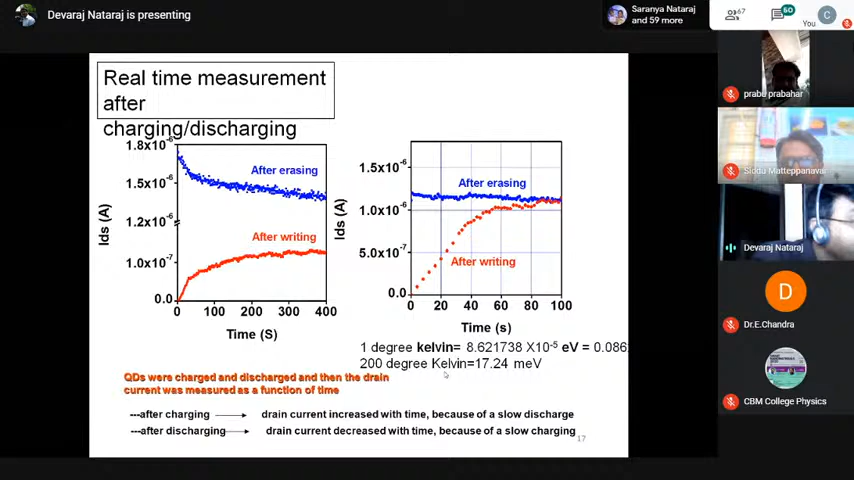 Devaraj Nataraj is presenting
Saranya Nataraj
and 59 more
67
50
C
Real time measurement
after
charging/discharging
1.8x10-6
1.5x10-6
1.2x10-6
1.0x10-7
0.0
Ids (A)
After erasing
After writing
0 100 200 300 400
Time (S)
1.5x10-6
1.0x10-6
5.0x10-7
0.0
Ids (A)
After erasing
After writing
0 20 40 60 80 100
Time (s)
1 degree kelvin= 8.621738 X10-5 eV = 0.086
200 degree Kelvin=17.24 meV
QDs were charged and discharged and then the drain
current was measured as a function of time
---after charging drain current increased with time, because of a slow discharge
---after discharging drain current decreased with time, because of a slow charging
17
prabu prabahar
Siddu Matteppanavar
Devaraj Nataraj
D
Dr.E.Chandra
CBM College Physics